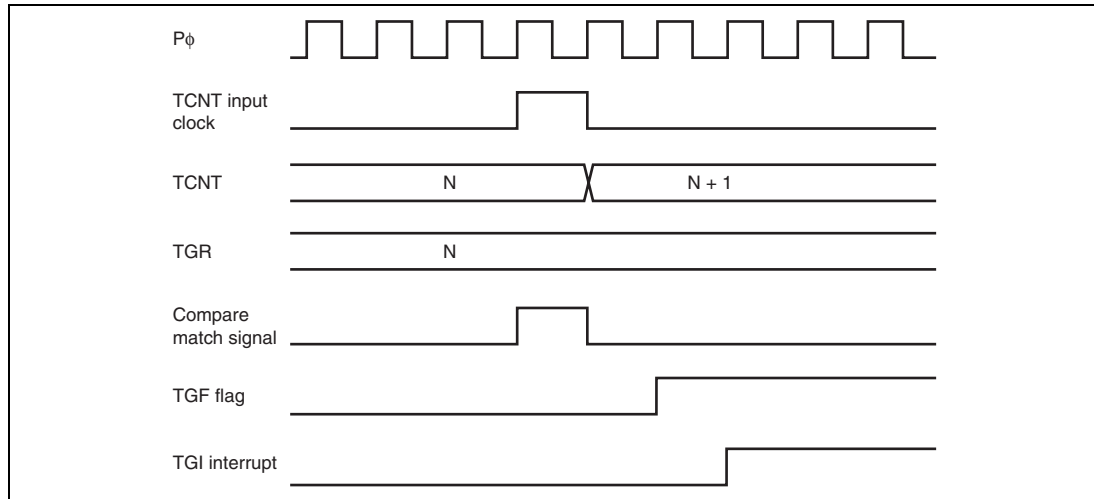 Pϕ
TCNT input
clock
TCNT
N
N + 1
TGR
N
Compare
match signal
TGF flag
TGI interrupt